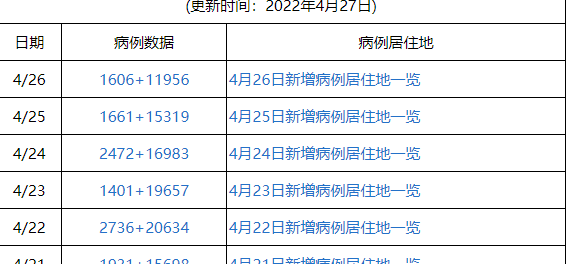 (更新时间：2022年4月27日)
日期 病例数据 病例居住地
4/26 1606+11956 4月26日新增病例居住地一览
4/25 1661+15319 4月25日新增病例居住地一览
4/24 2472+16983 4月24日新增病例居住地一览
4/23 1401+19657 4月23日新增病例居住地一览
4/22 2736+20634 4月22日新增病例居住地一览
4/21 1931+15698 4月21日新增病例居住地一览